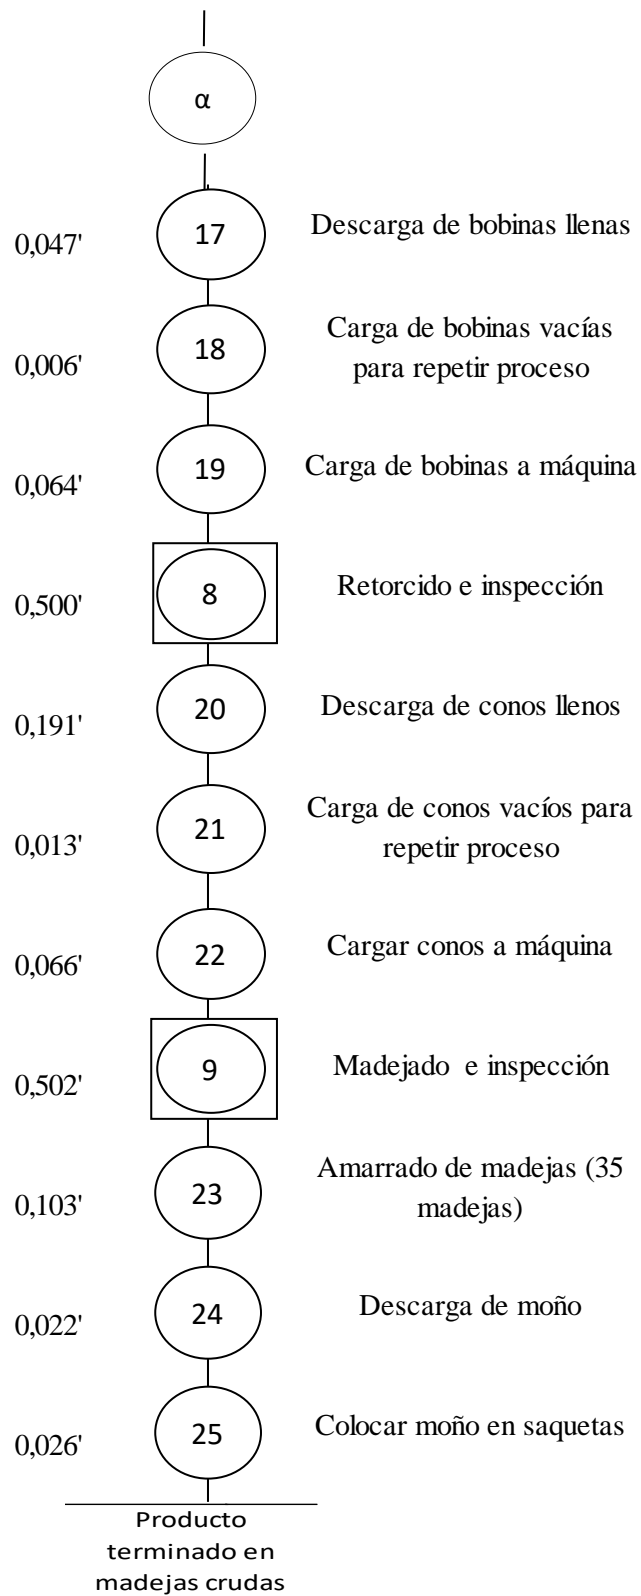 α
17
Descarga de bobinas llenas
0,047'
18
Carga de bobinas vacías
para repetir proceso
0,006'
19
Carga de bobinas a máquina
0,064'
8
Retorcido e inspección
0,500'
20
Descarga de conos llenos
0,191'
21
Carga de conos vacíos para
repetir proceso
0,013'
22
Cargar conos a máquina
0,066'
9
Madejado e inspección
0,502'
23
Amarrado de madejas (35
madejas)
0,103'
24
Descarga de moño
0,022'
25
Colocar moño en saquetas
0,026'
Producto
terminado en
madejas crudas